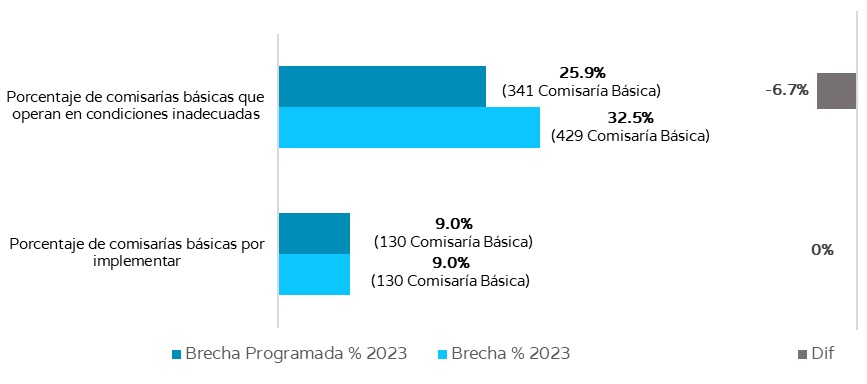 Porcentaje de comisarías básicas que
operan en condiciones inadecuadas
25.9%
(341 Comisaría Básica)
32.5%
(429 Comisaría Básica)
-6.7%
Porcentaje de comisarías básicas por
implementar
9.0%
(130 Comisaría Básica)
9.0%
(130 Comisaría Básica)
0%
Brecha Programada % 2023
Brecha % 2023
Dif